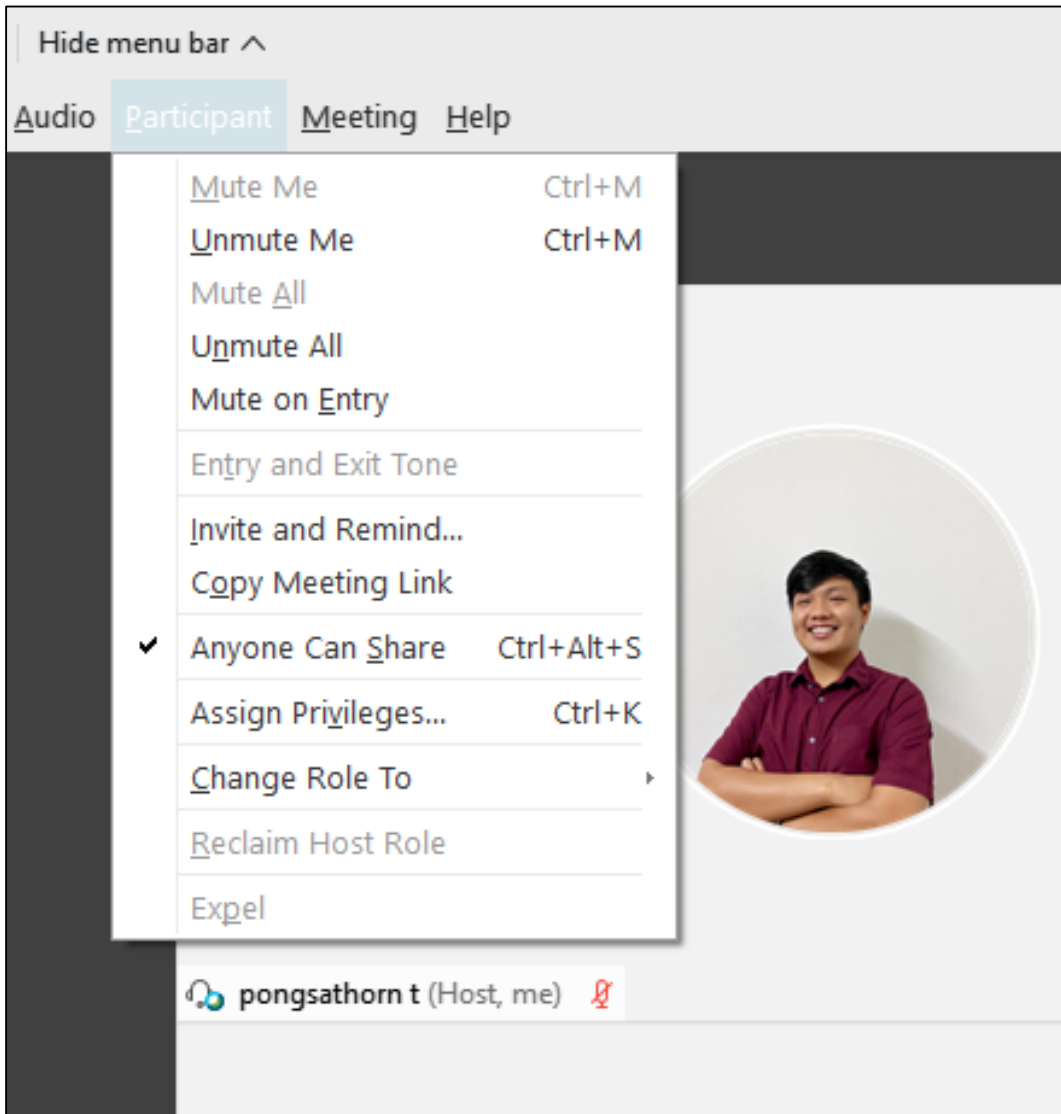 Hide menu bar
Audio Participant Meeting Help
Mute Me Ctrl+M
Unmute Me Ctrl+M
Mute All
Unmute All
Mute on Entry
Entry and Exit Tone
Invite and Remind...
Copy Meeting Link
Anyone Can Share Ctrl+Alt+S
Assign Privileges... Ctrl+K
Change Role To
Reclaim Host Role
Expel
pongsathorn t (Host, me)